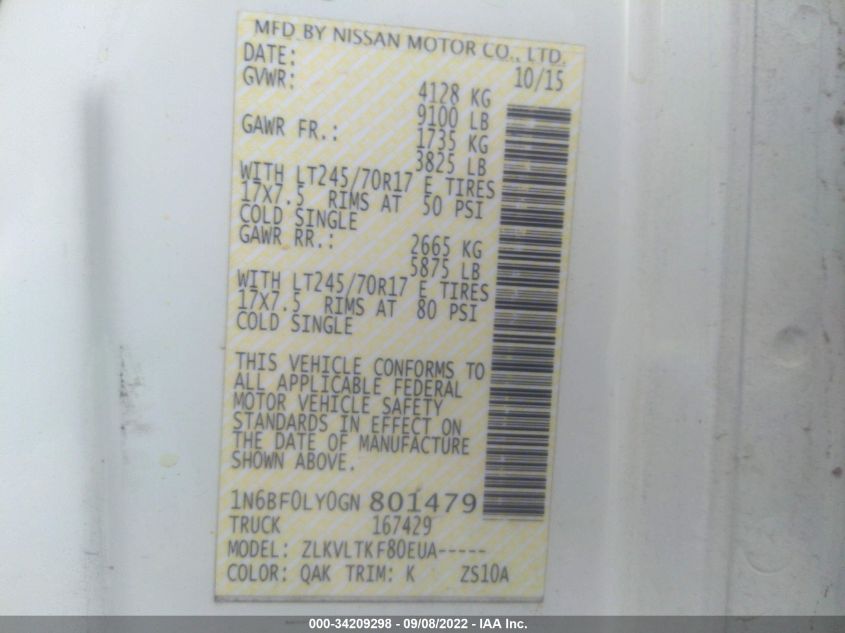 MFD BY NISSAN MOTOR CO., LTD.
DATE: 10/15
GVWR: 4128 KG
9100 LB
GAWR FR.: 1735 KG
3825 LB
WITH LT245/70R17 E TIRES
17X7.5 RIMS AT 50 PSI
COLD SINGLE
GAWR RR.: 2665 KG
5875 LB
WITH LT245/70R17 E TIRES
17X7.5 RIMS AT 80 PSI
COLD SINGLE
THIS VEHICLE CONFORMS TO
ALL APPLICABLE FEDERAL
MOTOR VEHICLE SAFETY
STANDARDS IN EFFECT ON
THE DATE OF MANUFACTURE
SHOWN ABOVE.
1N6BF0LY0GN801479
TRUCK 167429
MODEL: ZLKVLTKF80EUA-----
COLOR: QAK TRIM: K ZS10A
000-34209298 - 09/08/2022 - IAA Inc.